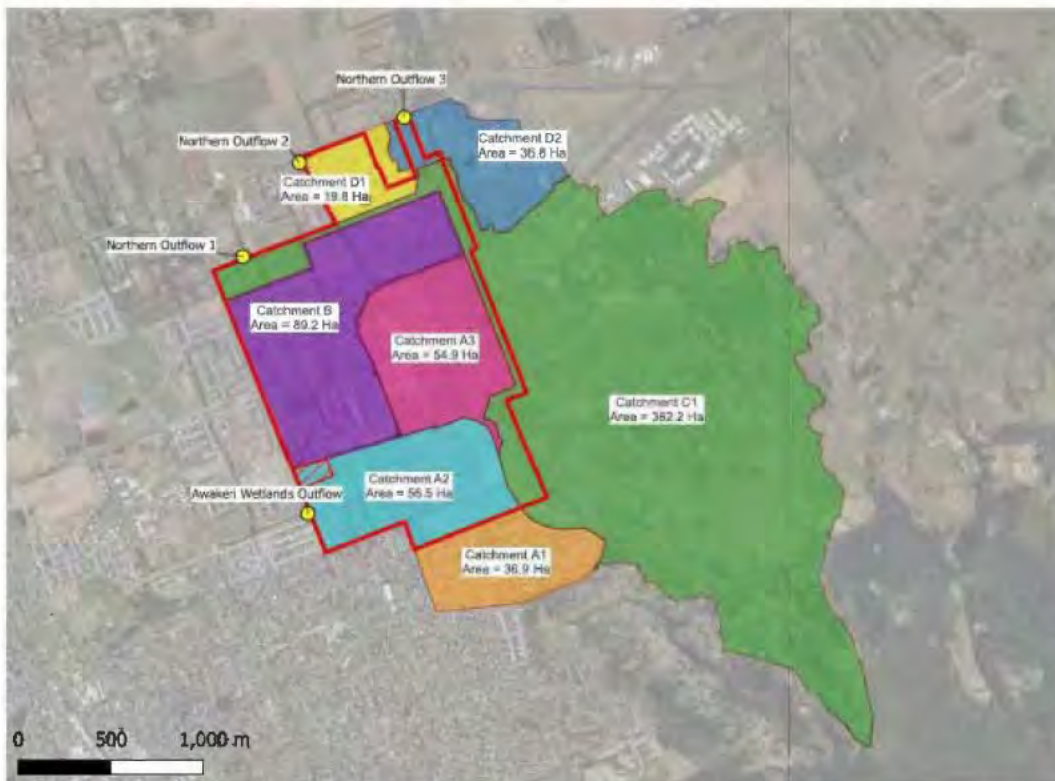 Northern Outflow 3
Northern Outflow 2
Catchment D2
Area = 36.8 Ha
Catchment D1
Area = 19.8 Ha
Northern Outflow 1
Catchment B
Area = 89.2 Ha
Catchment A3
Area = 54.9 Ha
Catchment C1
Area = 382.2 Ha
Catchment A2
Area = 56.5 Ha
Awakeri Wetlands Outflow
Catchment A1
Area = 36.9 Ha
0 500 1,000 m